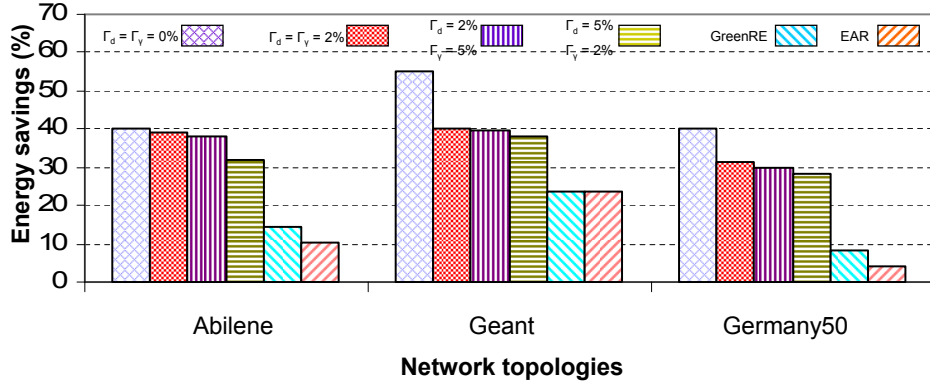 70
60
50
40
30
20
10
0
Energy savings (%)
Γd = Γγ = 0%
Γd = Γγ = 2%
Γd = 2%
Γγ = 5%
Γd = 5%
Γγ = 2%
GreenRE
EAR
Abilene
Geant
Germany50
Network topologies